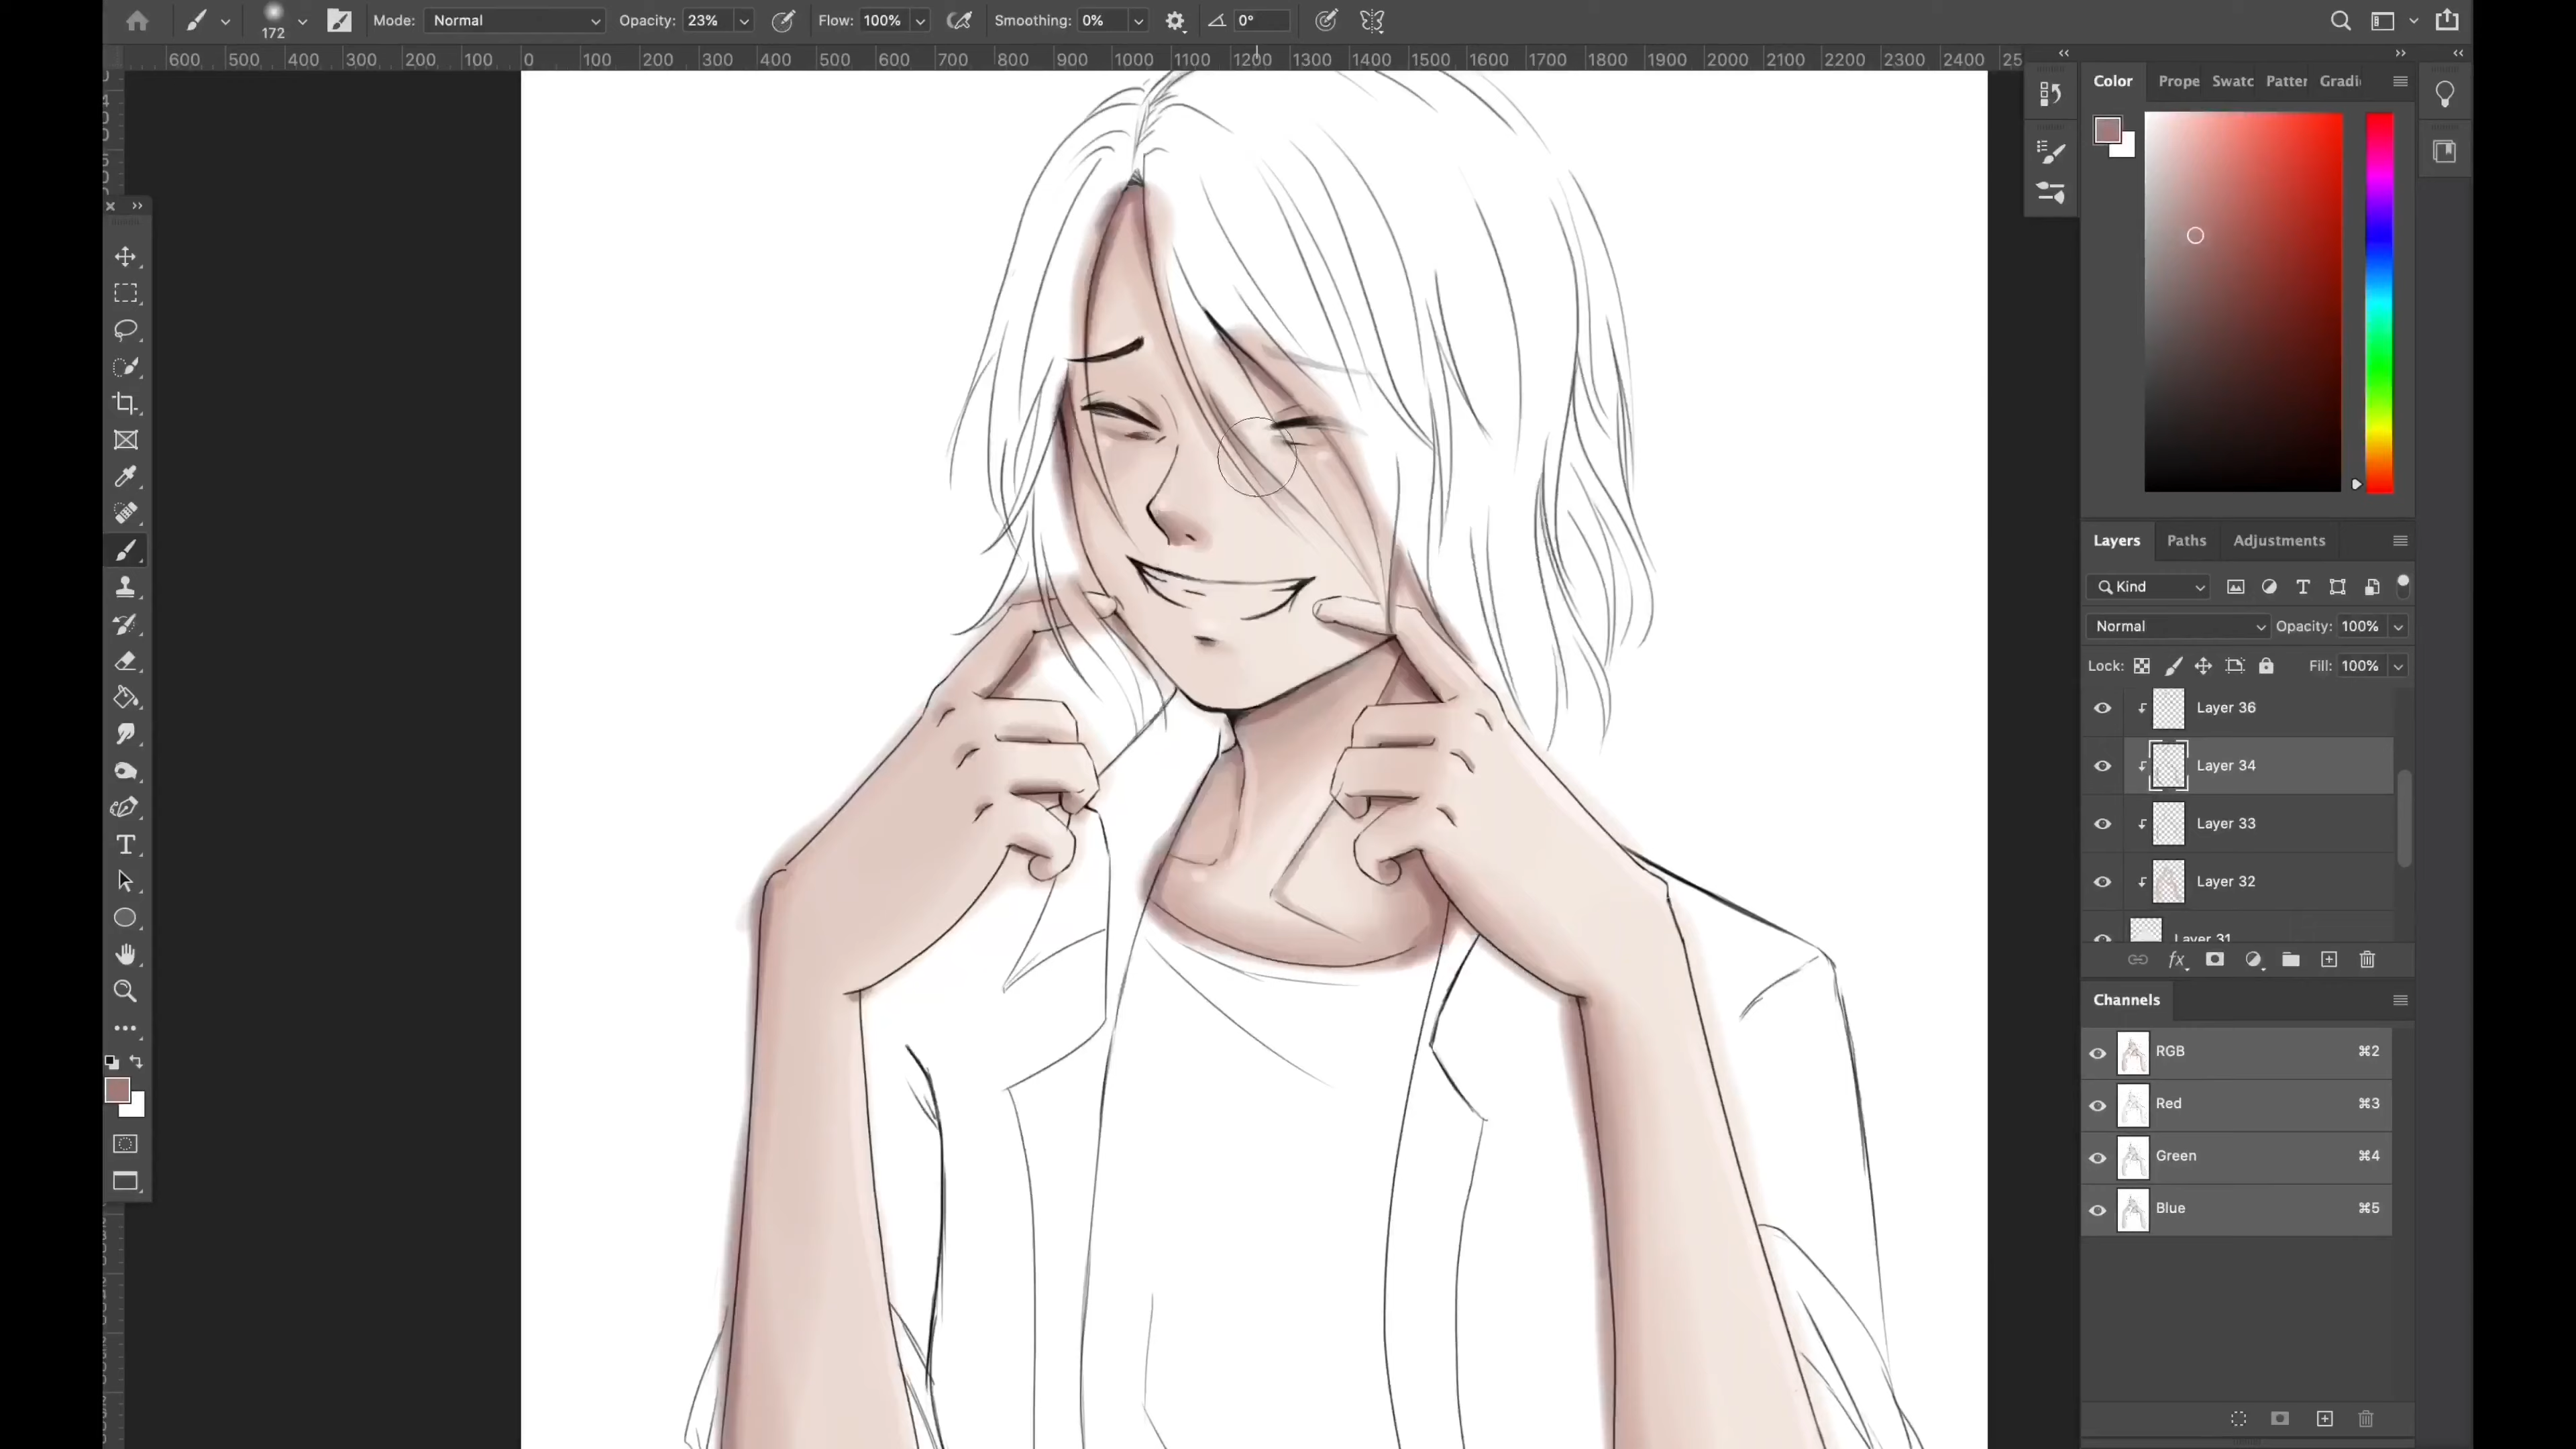 172
Mode: Normal Opacity: 23% Flow: 100% Smoothing: 0% 0°
600 500 400 300 200 100 0 100 200 300 400 500 600 700 800 900 1000 1100 1200 1300 1400 1500 1600 1700 1800 1900 2000 2100 2200 2300 2400 25
Color Prope Swatc Patter Gradi
Layers Paths Adjustments
Kind
Normal Opacity: 100%
Lock: Fill: 100%
Layer 36
Layer 34
Layer 33
Layer 32
Layer 31
fx
Channels
RGB ⌘2
Red ⌘3
Green ⌘4
Blue ⌘5